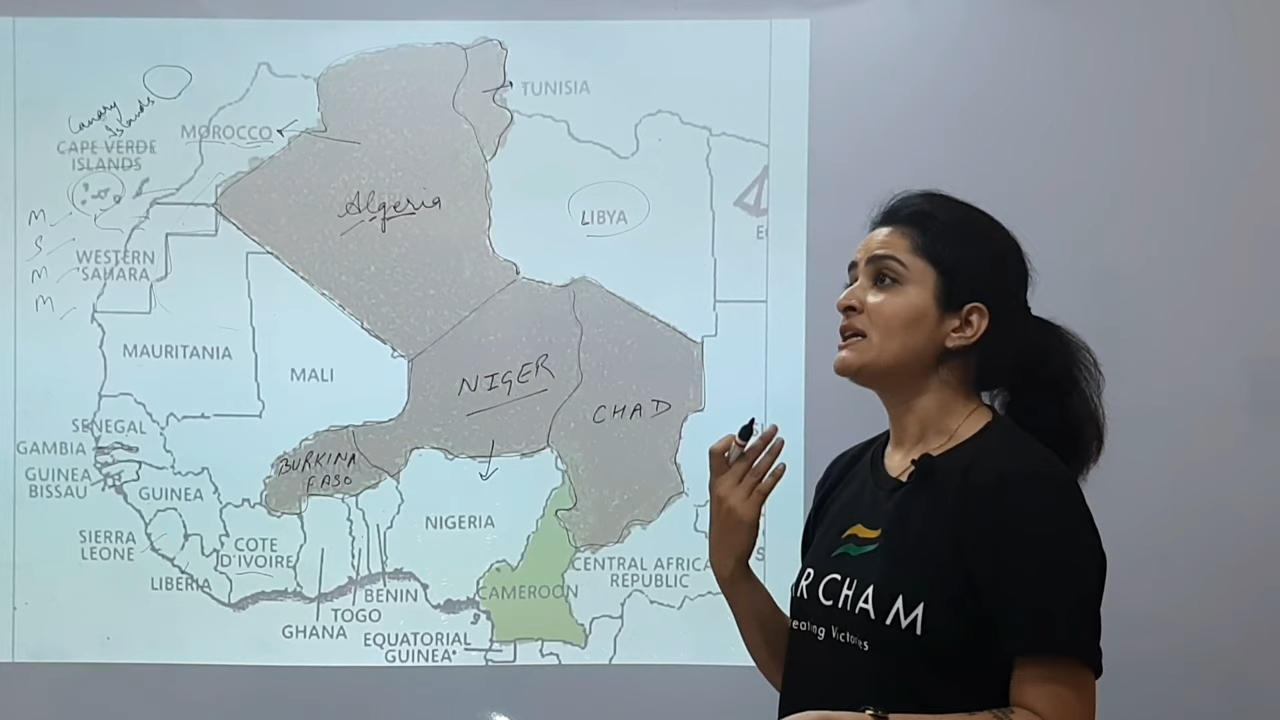 Canary
Islands
CAPE VERDE
ISLANDS
MOROCCO
TUNISIA
Algeria
LIBYA
M
S
M
M
WESTERN
SAHARA
MAURITANIA
MALI
NIGER
CHAD
SENEGAL
GAMBIA
GUINEA
BISSAU
GUINEA
BURKINA
FASO
SIERRA
LEONE
LIBERIA
COTE
D'IVOIRE
NIGERIA
BENIN
TOGO
GHANA
CAMEROON
EQUATORIAL
GUINEA
CENTRAL AFRICA
REPUBLIC
RCHAM
eating Victories